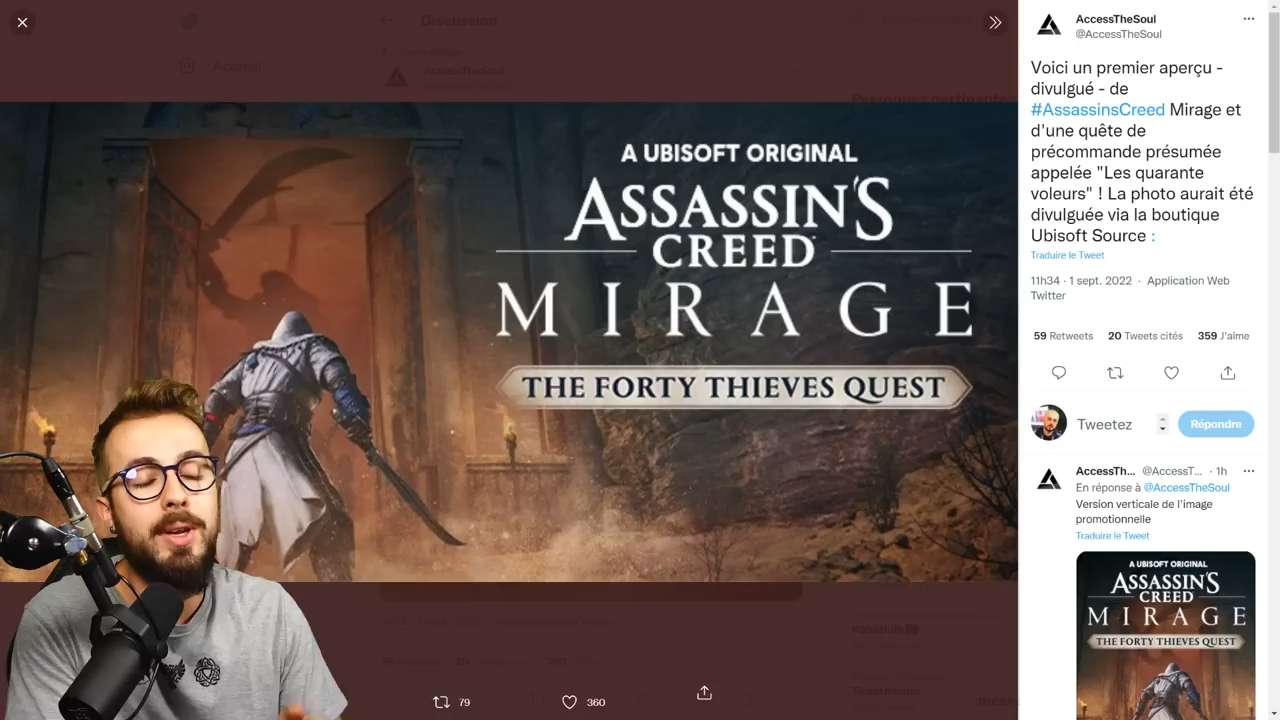 Discussion
Accueil
AccessTheSoul
A UBISOFT ORIGINAL
ASSASSIN'S
CREED
MIRAGE
THE FORTY THIEVES QUEST
79
360
AccessTheSoul
@AccessTheSoul
Voici un premier aperçu -
divulgué - de
#AssassinsCreed Mirage et
d'une quête de
précommande présumée
appelée "Les quarante
voleurs" ! La photo aurait été
divulguée via la boutique
Ubisoft Source :
Traduire le Tweet
11h34 · 1 sept. 2022 · Application Web
Twitter
59 Retweets 20 Tweets cités 359 J'aime
Tweetez
Répondre
AccessTh... @AccessT... · 1h
En réponse à @AccessTheSoul
Version verticale de l'image
promotionnelle
Traduire le Tweet
A UBISOFT ORIGINAL
ASSASSIN'S
CREED
MIRAGE
THE FORTY THIEVES QUEST